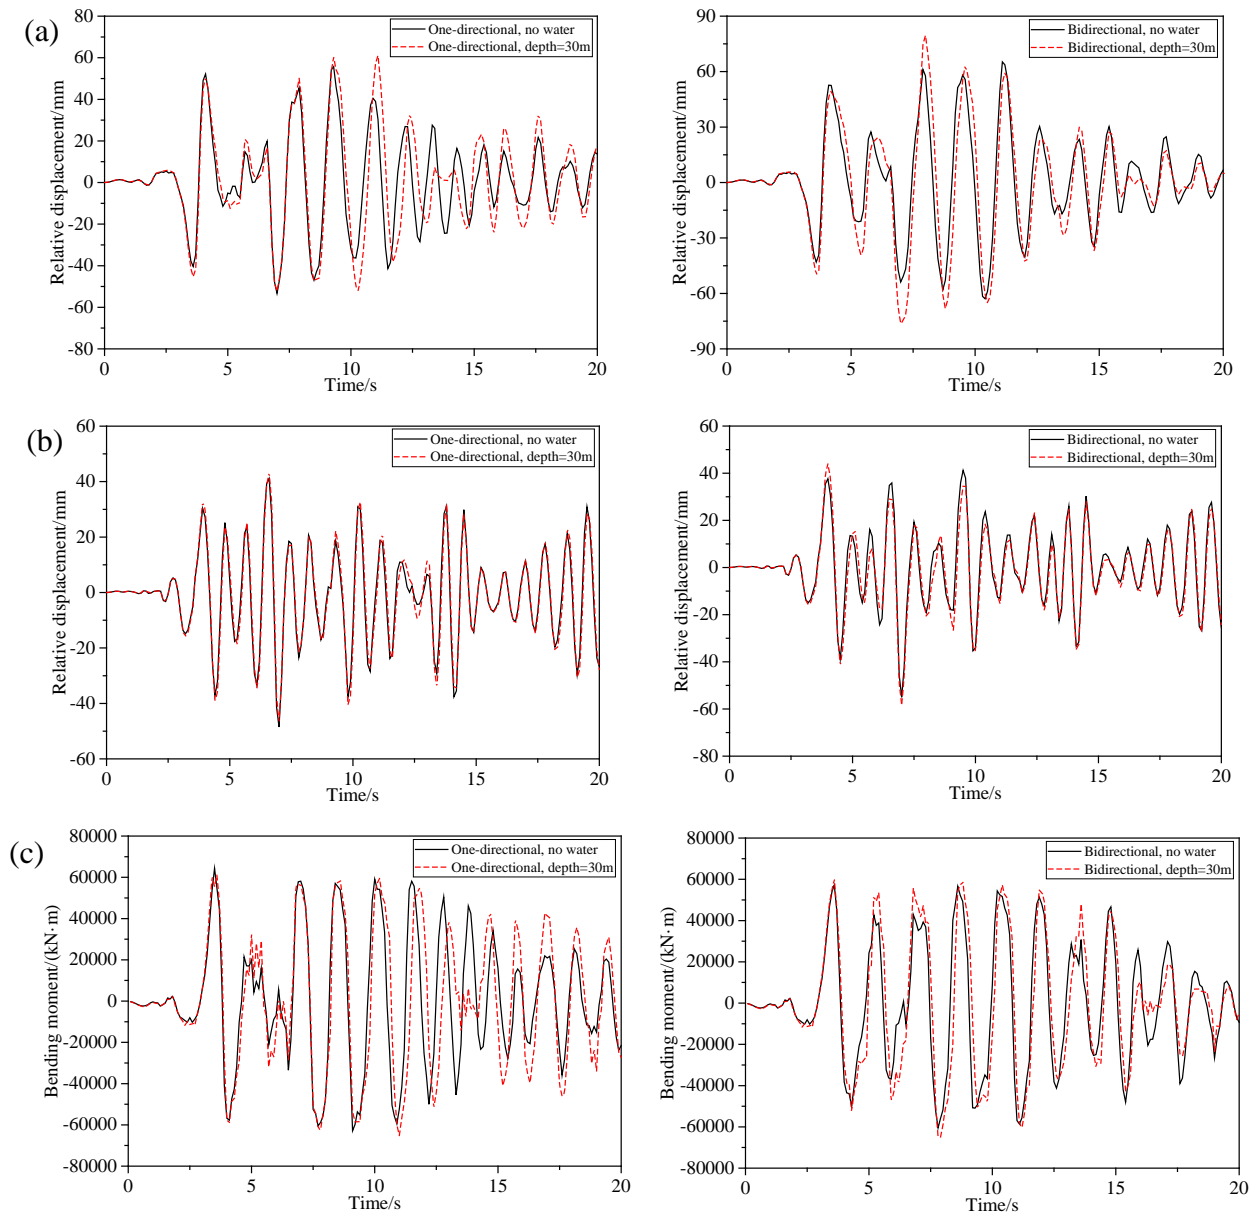 (a)
80
60
40
20
0
-20
-40
-60
-80
Relative displacement/mm
One-directional, no water
One-directional, depth=30m
0
5
10
15
20
Time/s
90
60
30
0
-30
-60
-90
Relative displacement/mm
Bidirectional, no water
Bidirectional, depth=30m
0
5
10
15
20
Time/s
(b)
60
40
20
0
-20
-40
-60
Relative displacement/mm
One-directional, no water
One-directional, depth=30m
0
5
10
15
20
Time/s
60
40
20
0
-20
-40
-60
-80
Relative displacement/mm
Bidirectional, no water
Bidirectional, depth=30m
0
5
10
15
20
Time/s
(c)
80000
60000
40000
20000
0
-20000
-40000
-60000
-80000
Bending moment/(kN·m)
One-directional, no water
One-directional, depth=30m
0
5
10
15
20
Time/s
80000
60000
40000
20000
0
-20000
-40000
-60000
-80000
Bending moment/(kN·m)
Bidirectional, no water
Bidirectional, depth=30m
0
5
10
15
20
Time/s